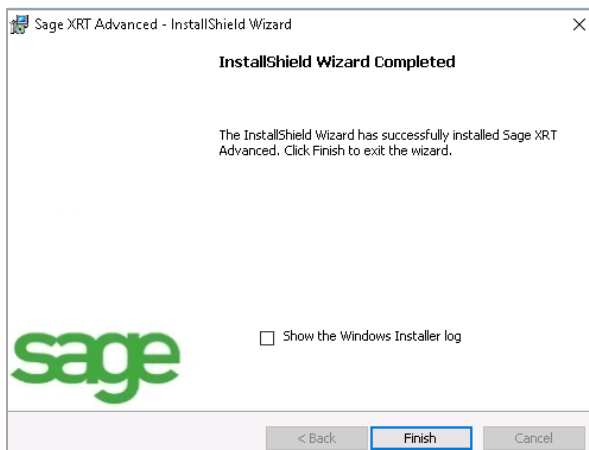 Sage XRT Advanced - InstallShield Wizard
InstallShield Wizard Completed
The InstallShield Wizard has successfully installed Sage XRT
Advanced. Click Finish to exit the wizard.
Show the Windows Installer log
sage
< Back
Finish
Cancel